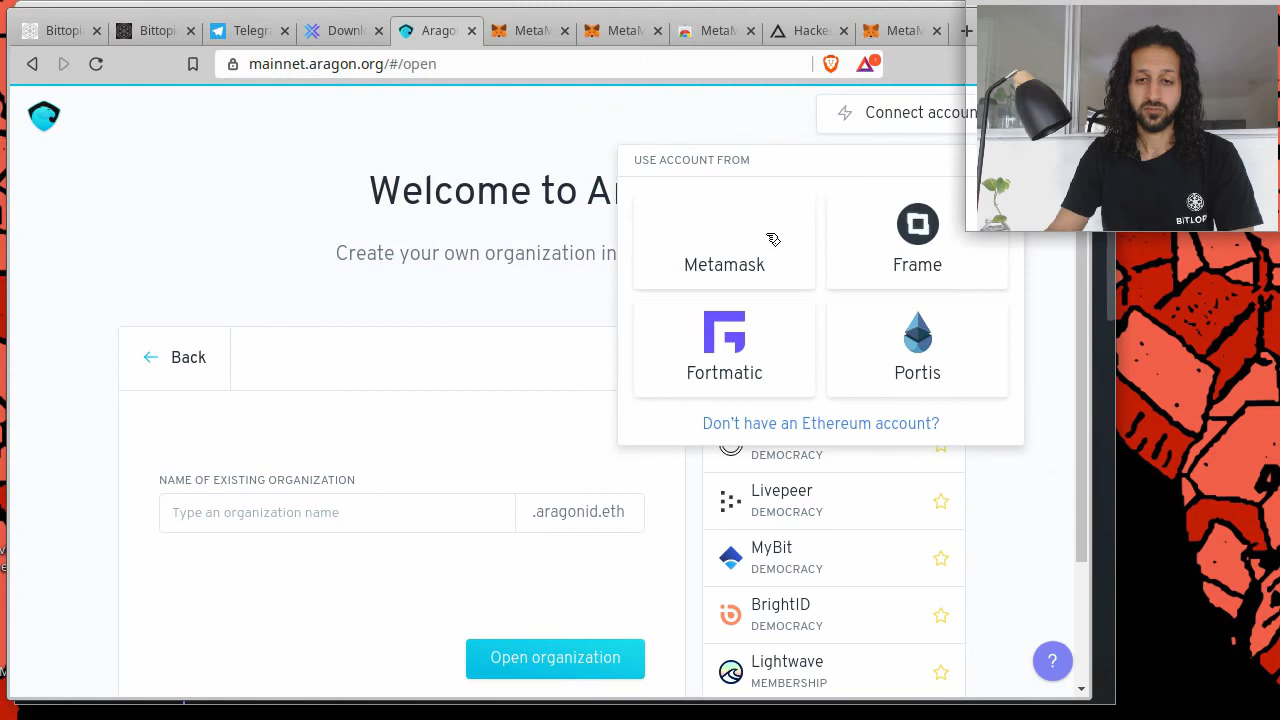 Bittopi
Bittopi
Telegra
Downl
Arago
MetaM
MetaM
MetaM
Hacke
MetaM
mainnet.aragon.org/#/open
Connect accoun
USE ACCOUNT FROM
Welcome to Ar
Create your own organization in
Metamask
Frame
Fortmatic
Portis
Don't have an Ethereum account?
Back
NAME OF EXISTING ORGANIZATION
Type an organization name
.aragonid.eth
Open organization
DEMOCRACY
Livepeer
DEMOCRACY
MyBit
DEMOCRACY
BrightID
DEMOCRACY
Lightwave
MEMBERSHIP
?
BITLOF